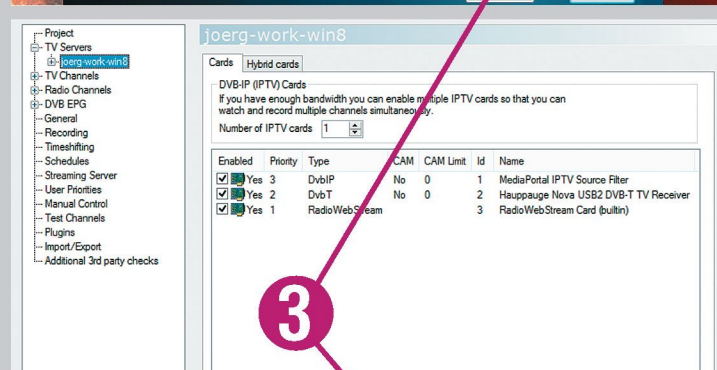 Project
TV Servers
joerg-work-win8
TV Channels
Radio Channels
DVB EPG
General
Recording
Timeshifting
Schedules
Streaming Server
User Priorities
Manual Control
Test Channels
Plugins
Import/Export
Additional 3rd party checks
joerg-work-win8
Cards Hybrid cards
DVB-IP (IPTV) Cards
If you have enough bandwidth you can enable multiple IPTV cards so that you can
watch and record multiple channels simultaneously.
Number of IPTV cards 1
Enabled Priority Type CAM CAM Limit Id Name
Yes 3 DvbIP No 0 1 MediaPortal IPTV Source Filter
Yes 2 DvbT No 0 2 Hauppauge Nova USB2 DVB-T TV Receiver
Yes 1 RadioWebStream 3 RadioWebStream Card (builtin)
3